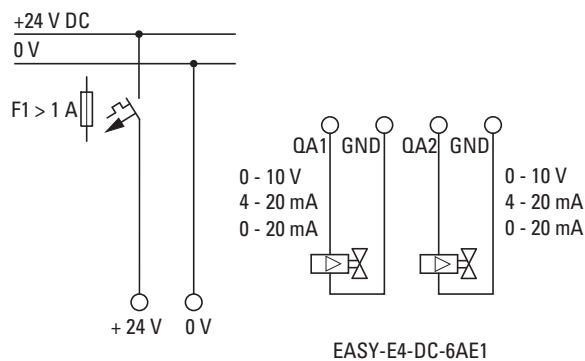 +24 V DC
0 V
F1 > 1 A
QA1 GND QA2 GND
0 - 10 V
4 - 20 mA
0 - 20 mA
0 - 10 V
4 - 20 mA
0 - 20 mA
+ 24 V 0 V
EASY-E4-DC-6AE1